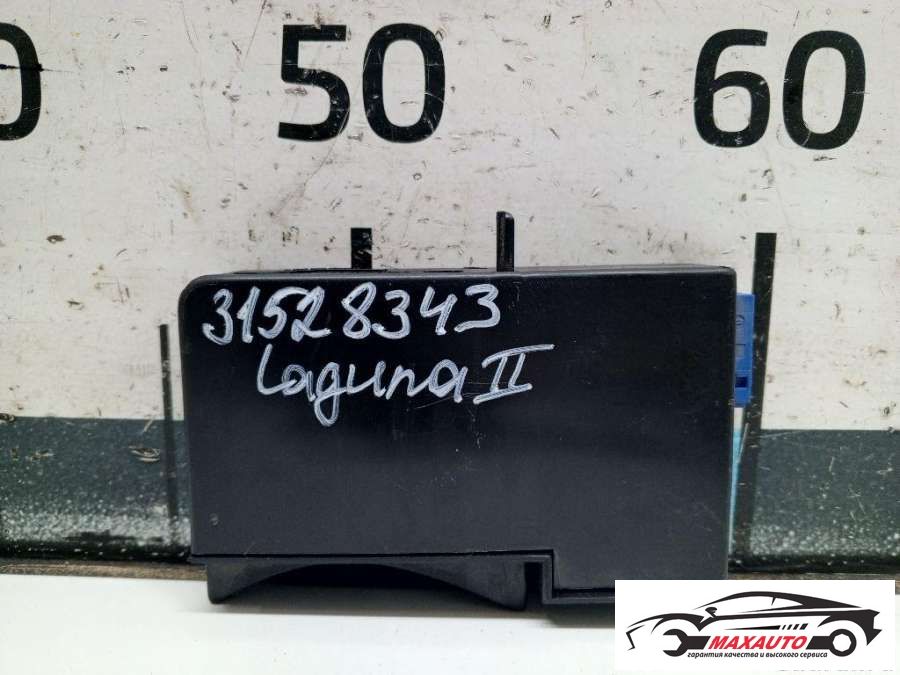 0 50 60
31528343
Laguna II
MAXAUTO
гарантия качества и высокого сервиса